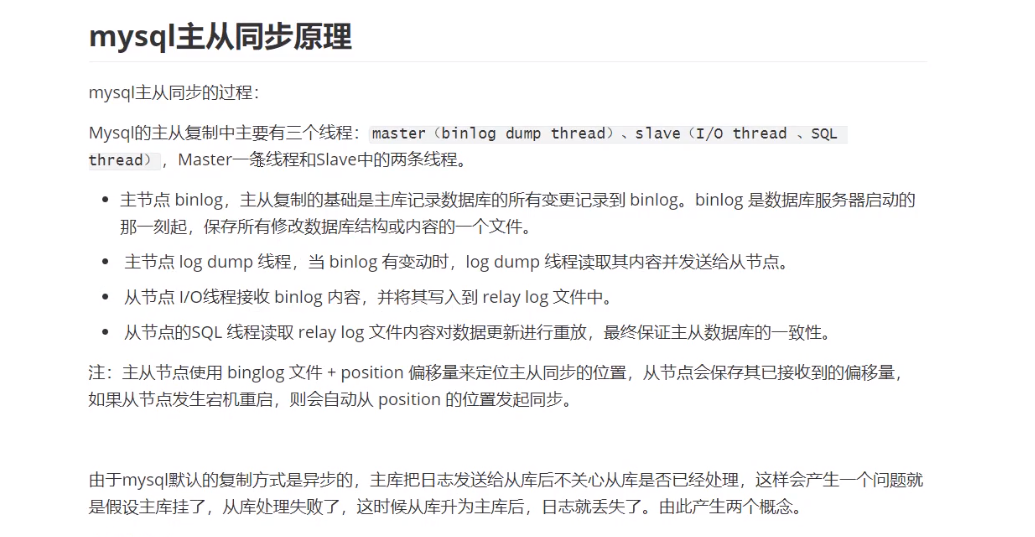 mysql主从同步原理
mysql主从同步的过程：
Mysql的主从复制中主要有三个线程：master（binlog dump thread）、slave（I/O thread 、SQL
thread），Master一条线程和Slave中的两条线程。
主节点 binlog，主从复制的基础是主库记录数据库的所有变更记录到 binlog。binlog 是数据库服务器启动的
那一刻起，保存所有修改数据库结构或内容的一个文件。
主节点 log dump 线程，当 binlog 有变动时，log dump 线程读取其内容并发送给从节点。
从节点 I/O线程接收 binlog 内容，并将其写入到 relay log 文件中。
从节点的SQL 线程读取 relay log 文件内容对数据更新进行重放，最终保证主从数据库的一致性。
注：主从节点使用 binglog 文件 + position 偏移量来定位主从同步的位置，从节点会保存其已接收到的偏移量，
如果从节点发生宕机重启，则会自动从 position 的位置发起同步。
由于mysql默认的复制方式是异步的，主库把日志发送给从库后不关心从库是否已经处理，这样会产生一个问题就
是假设主库挂了，从库处理失败了，这时候从库升为主库后，日志就丢失了。由此产生两个概念。